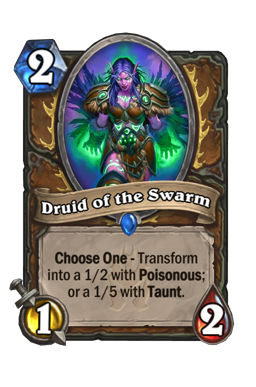 2
Druid of the Swarm
Choose One - Transform
into a 1/2 with Poisonous;
or a 1/5 with Taunt.
1
2